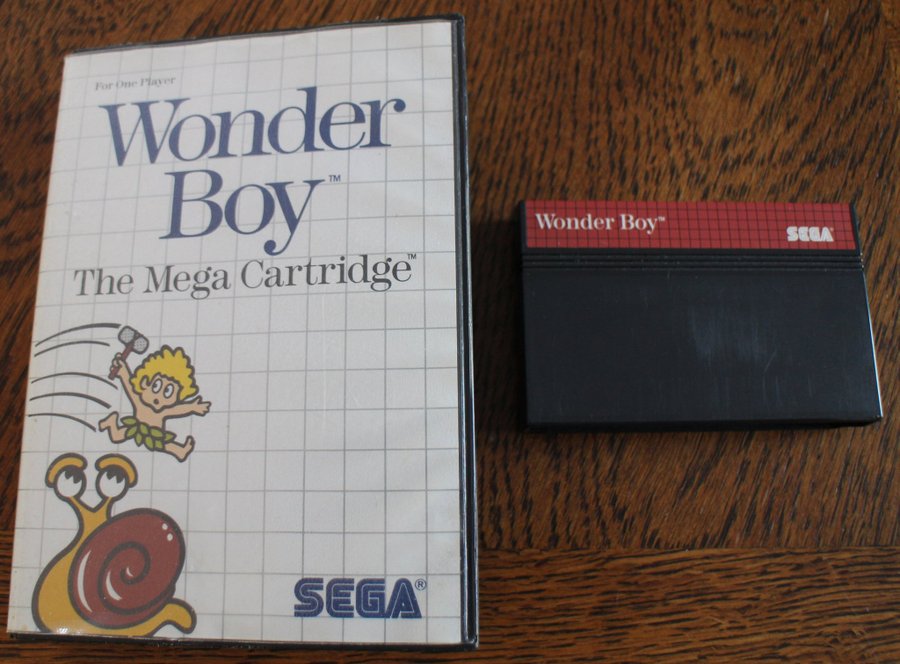 For One Player
Wonder
Boy™
The Mega Cartridge™
SEGA®
Wonder Boy™
SEGA